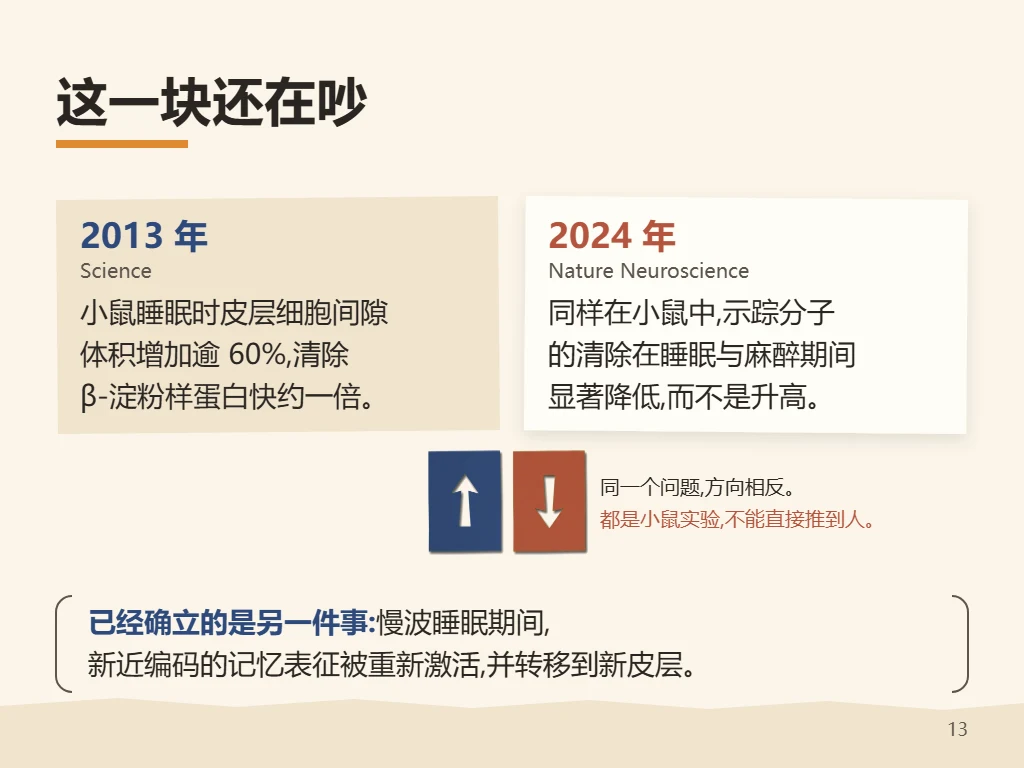 这一块还在吵
2013 年
Science
小鼠睡眠时皮层细胞间隙
体积增加逾 60%,清除
β-淀粉样蛋白快约一倍。
2024 年
Nature Neuroscience
同样在小鼠中,示踪分子
的清除在睡眠与麻醉期间
显著降低,而不是升高。
同一个问题,方向相反。
都是小鼠实验,不能直接推到人。
已经确立的是另一件事:慢波睡眠期间,
新近编码的记忆表征被重新激活,并转移到新皮层。
13